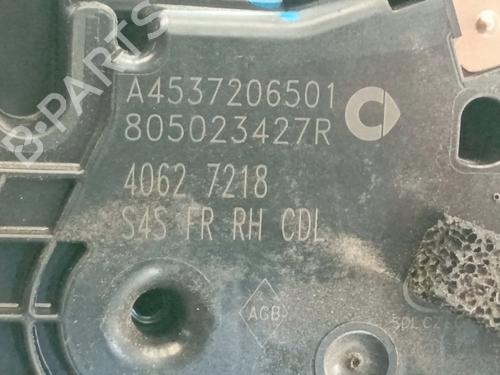 B-PARTS
A4537206501
805023427R
4062 7218
S4S FR RH CDL
AGB